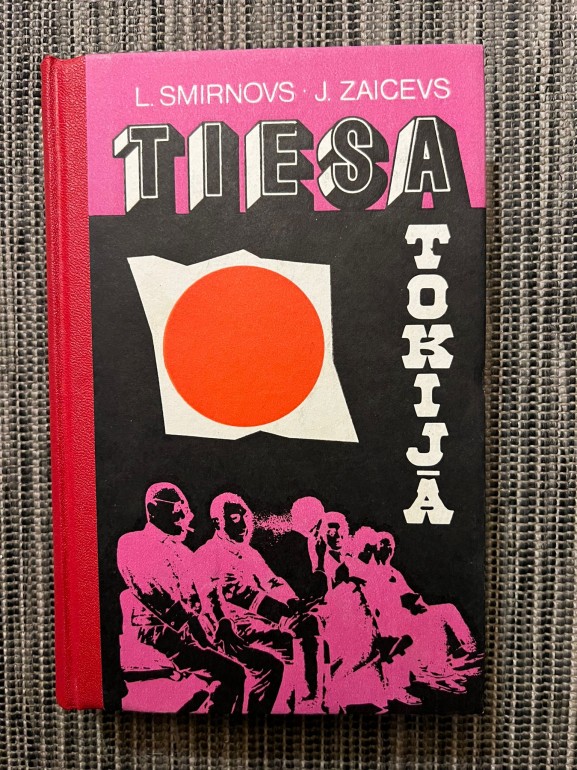 L. SMIRNOVS · J. ZAICEVS
TIESA
TOKIJĀ